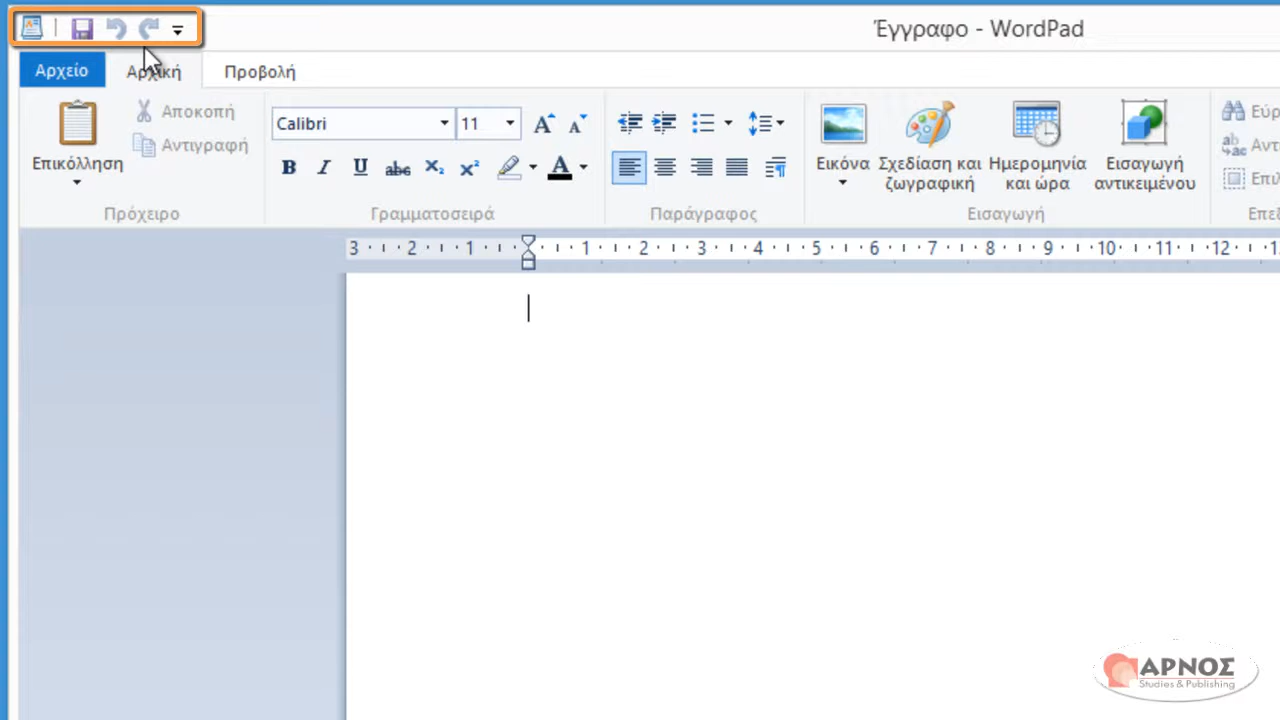 Έγγραφο - WordPad
Αρχείο Αρχική Προβολή
Επικόλληση
Αποκοπή
Αντιγραφή
Πρόχειρο
Calibri 11
B I U abc X₂ X²
A
Γραμματοσειρά
Παράγραφος
Εικόνα
Σχεδίαση και
ζωγραφική
Ημερομηνία
και ώρα
Εισαγωγή
αντικειμένου
Εισαγωγή
3 2 1 1 2 3 4 5 6 7 8 9 10 11 12
ΑΡΝΟΣ
Studies & Publishing